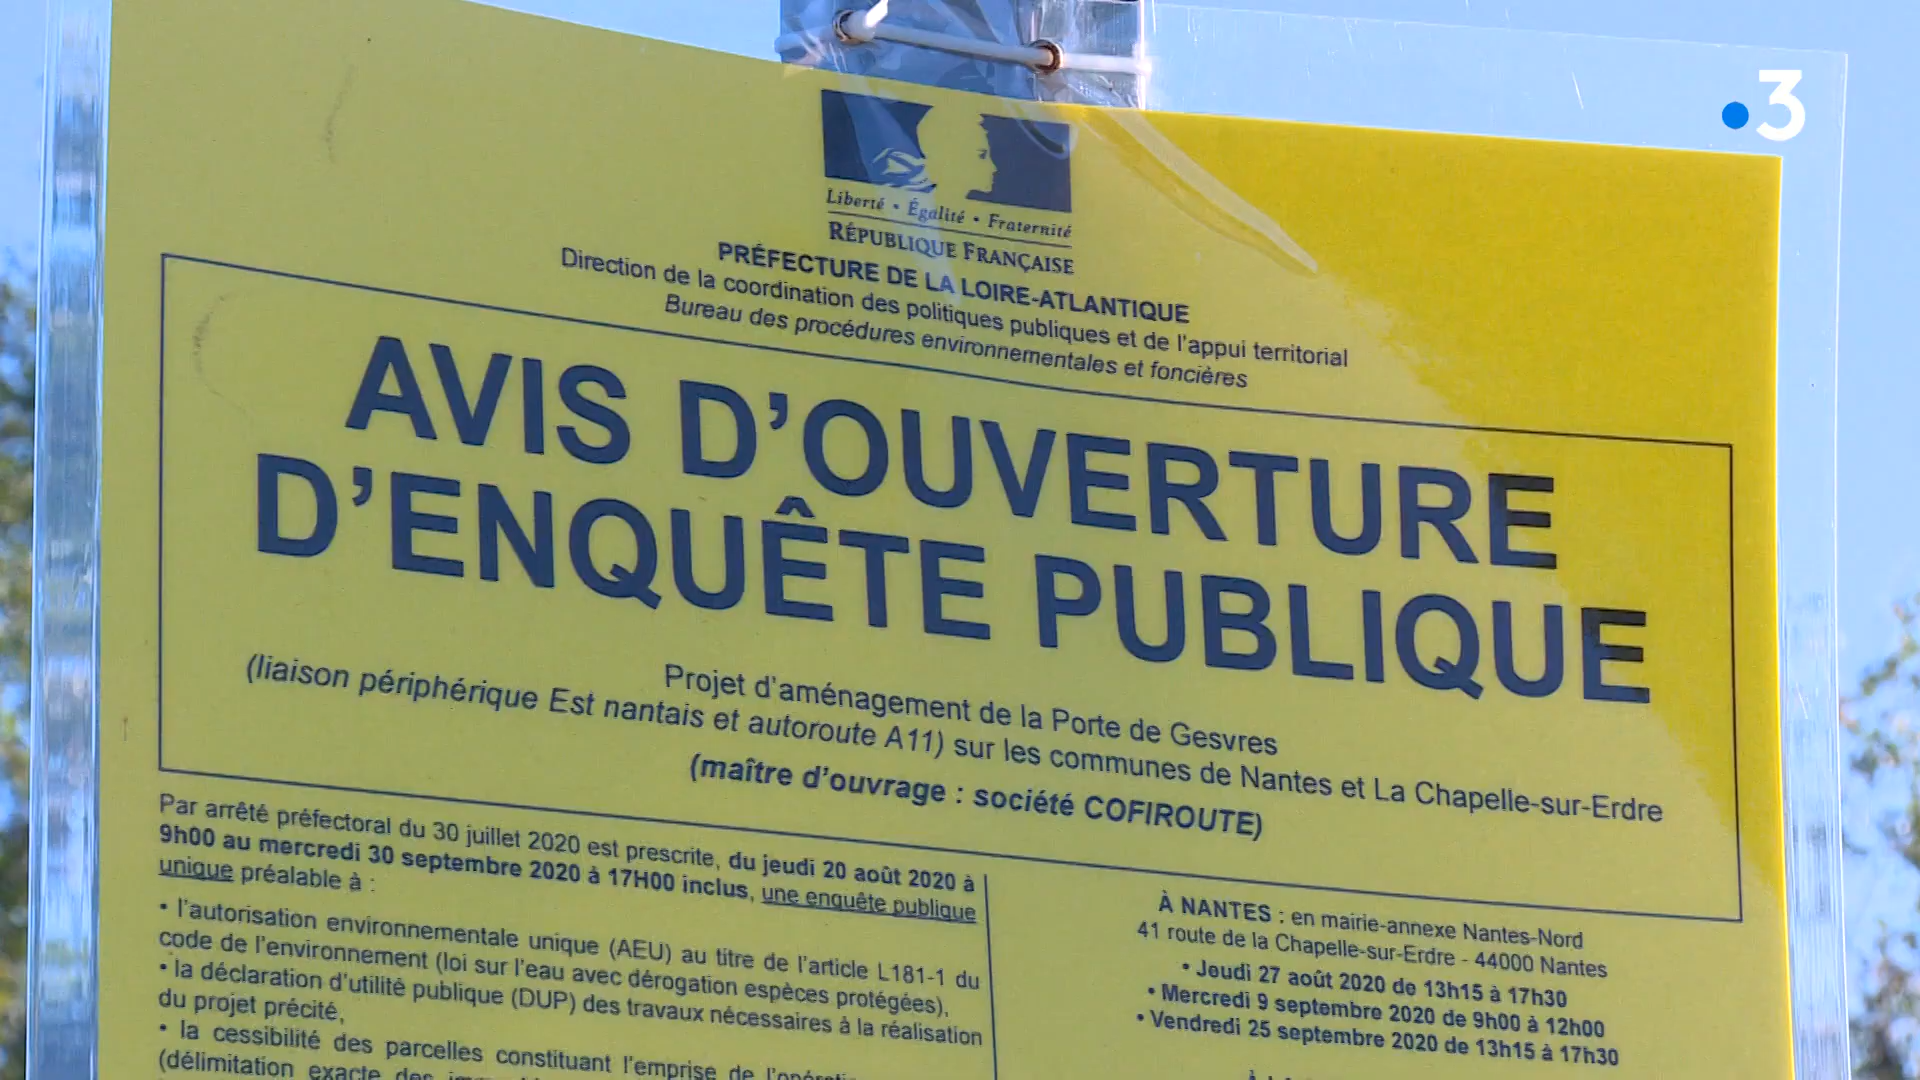 3
Liberté • Égalité • Fraternité
RÉPUBLIQUE FRANÇAISE
PRÉFECTURE DE LA LOIRE-ATLANTIQUE
Direction de la coordination des politiques publiques et de l'appui territorial
Bureau des procédures environnementales et foncières
AVIS D'OUVERTURE
D'ENQUÊTE PUBLIQUE
Projet d'aménagement de la Porte de Gesvres
(liaison périphérique Est nantais et autoroute A11) sur les communes de Nantes et La Chapelle-sur-Erdre
(maître d'ouvrage : société COFIROUTE)
Par arrêté préfectoral du 30 juillet 2020 est prescrite, du jeudi 20 août 2020 à
9h00 au mercredi 30 septembre 2020 à 17H00 inclus, une enquête publique
unique préalable à :
• l'autorisation environnementale unique (AEU) au titre de l'article L181-1 du
code de l'environnement (loi sur l'eau avec dérogation espèces protégées),
• la déclaration d'utilité publique (DUP) des travaux nécessaires à la réalisation
du projet précité,
• la cessibilité des parcelles constituant l'emprise de
(délimitation exacte des
À NANTES : en mairie-annexe Nantes-Nord
41 route de la Chapelle-sur-Erdre - 44000 Nantes
• Jeudi 27 août 2020 de 13h15 à 17h30
• Mercredi 9 septembre 2020 de 9h00 à 12h00
• Vendredi 25 septembre 2020 de 13h15 à 17h30